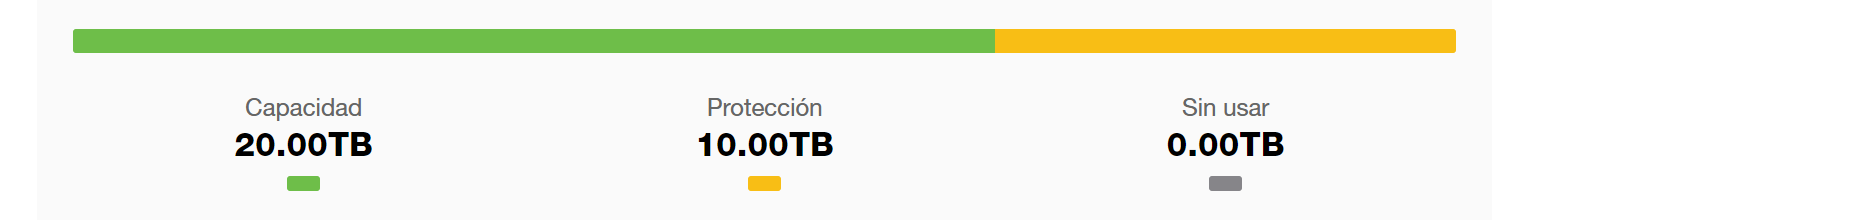 Capacidad
20.00TB
Protección
10.00TB
Sin usar
0.00TB